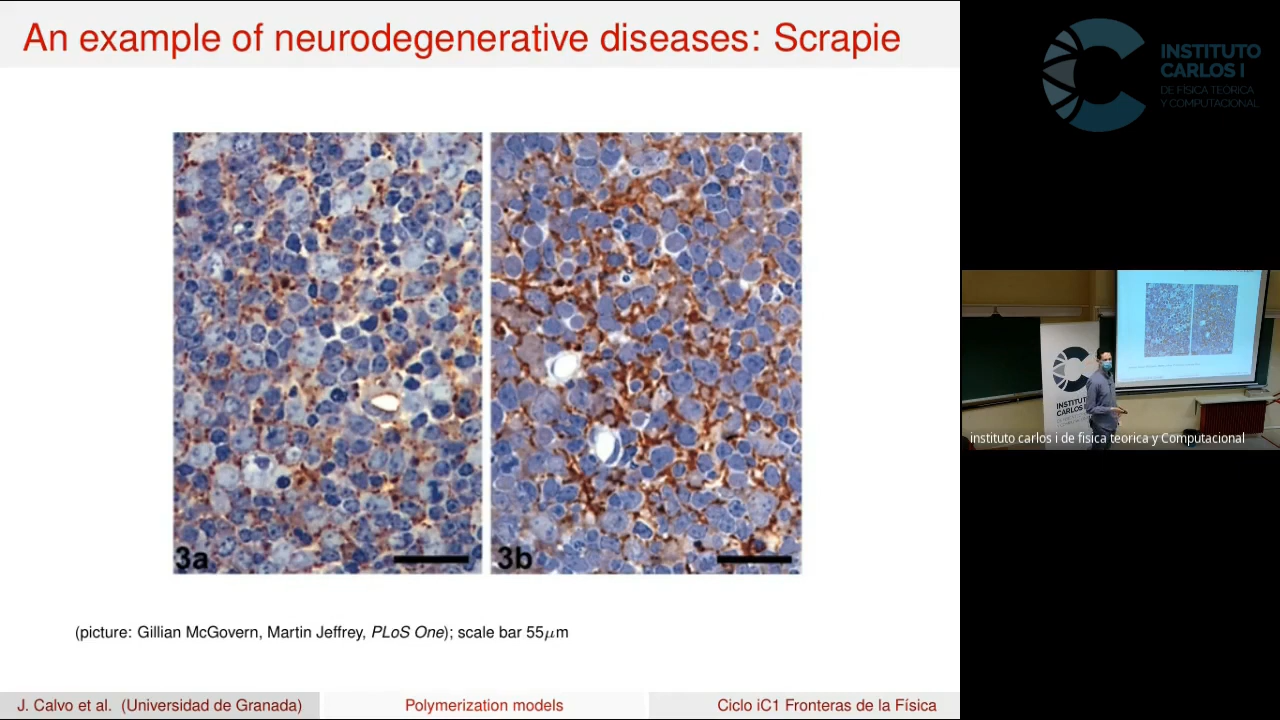 An example of neurodegenerative diseases: Scrapie
3a
3b
(picture: Gillian McGovern, Martin Jeffrey, PLoS One); scale bar 55μm
J. Calvo et al. (Universidad de Granada)
Polymerization models
Ciclo iC1 Fronteras de la Física
INSTITUTO
CARLOS I
DE FÍSICA TEÓRICA
Y COMPUTACIONAL
INSTITUT
CARLOS I
instituto carlos i de fisica teorica y Computacional